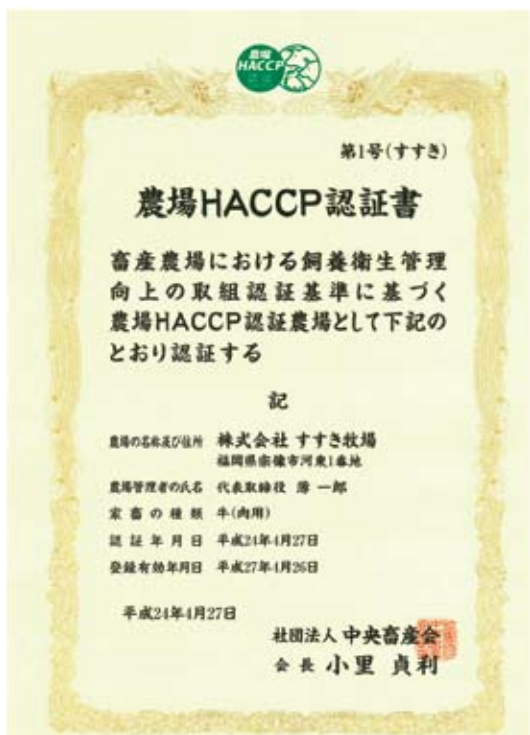 農場
HACCP
認証
第1号(すすき)
農場HACCP認証書
畜産農場における飼養衛生管理
向上の取組認証基準に基づく
農場HACCP認証農場として下記の
とおり認証する
記
農場の名称及び住所 株式会社 すすき牧場
福岡県宗像市河東1番地
農場管理者の氏名 代表取締役 薄 一郎
家畜の種類 牛(肉用)
認証年月日 平成24年4月27日
登録有効年月日 平成27年4月26日
平成24年4月27日
社団法人 中央畜産会
会長 小里 貞利